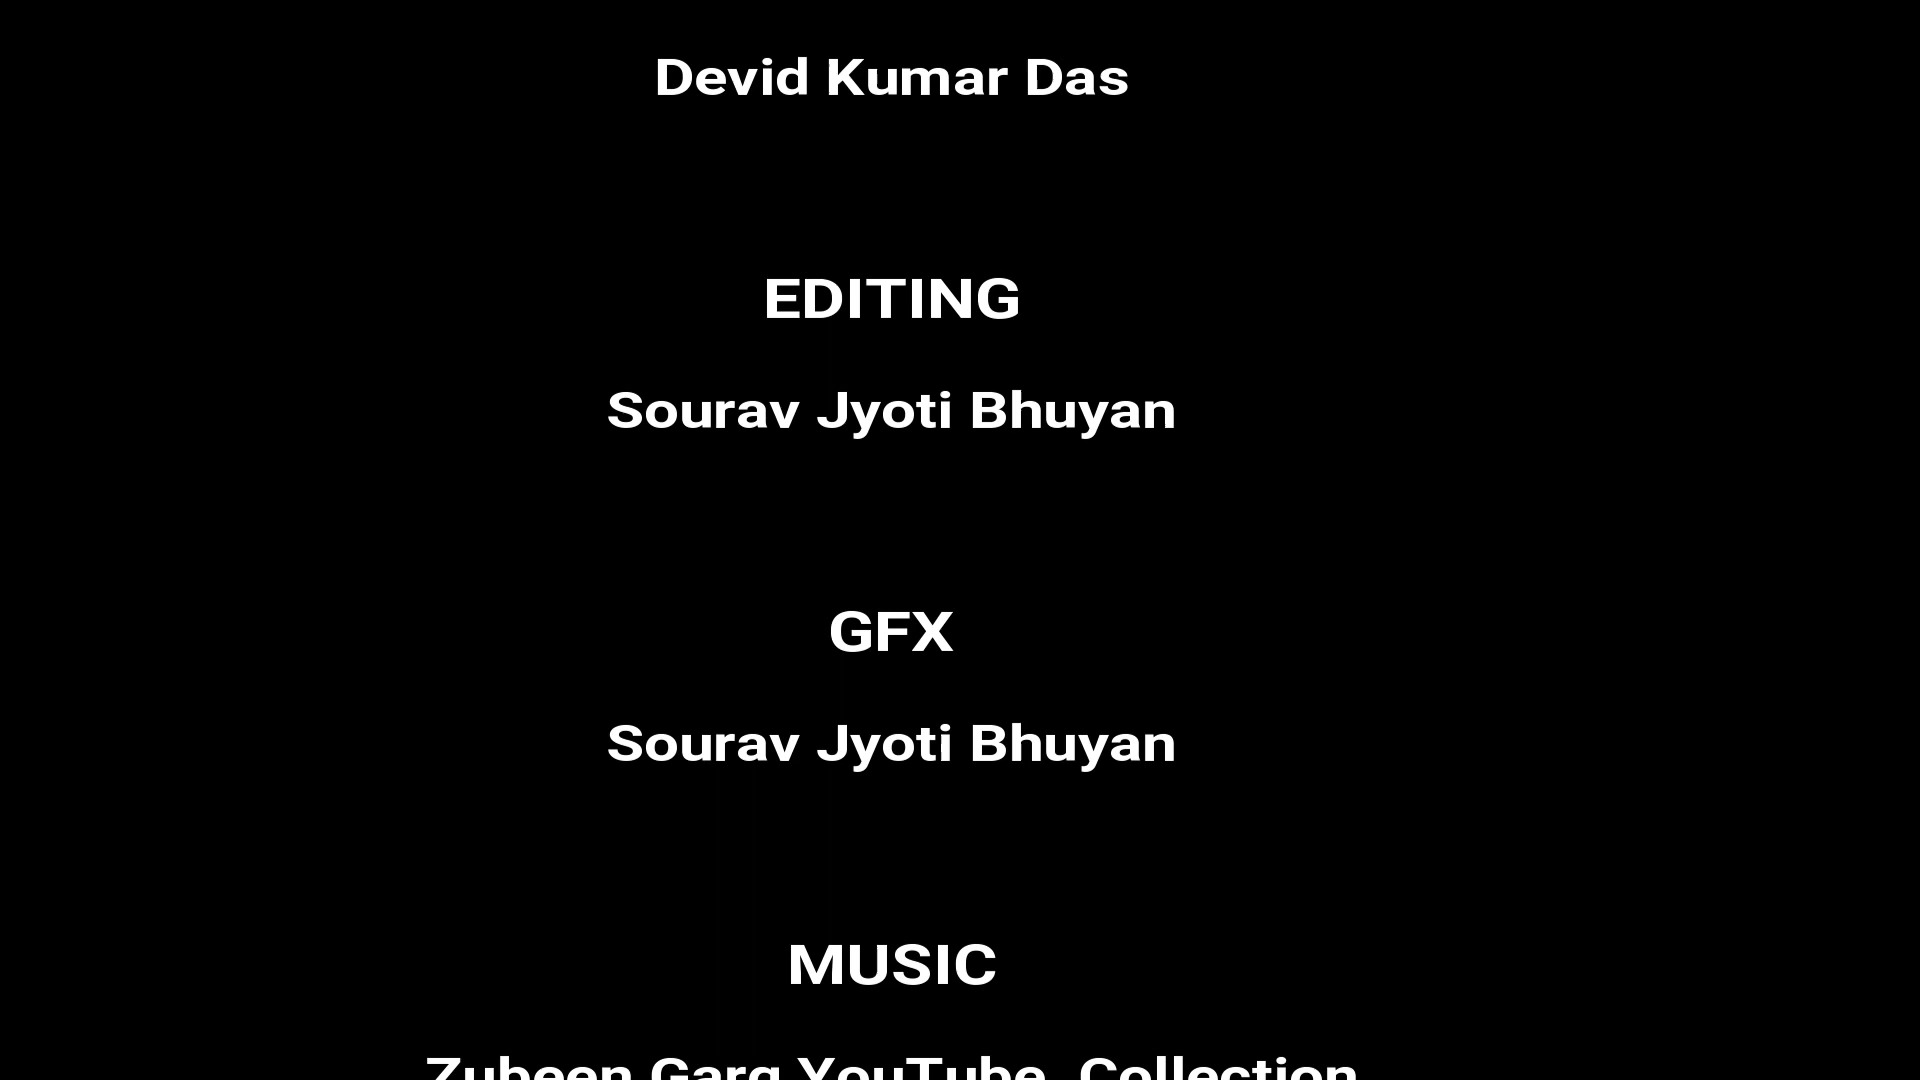 Devid Kumar Das
EDITING
Sourav Jyoti Bhuyan
GFX
Sourav Jyoti Bhuyan
MUSIC
Zubeen Garg YouTube Collection